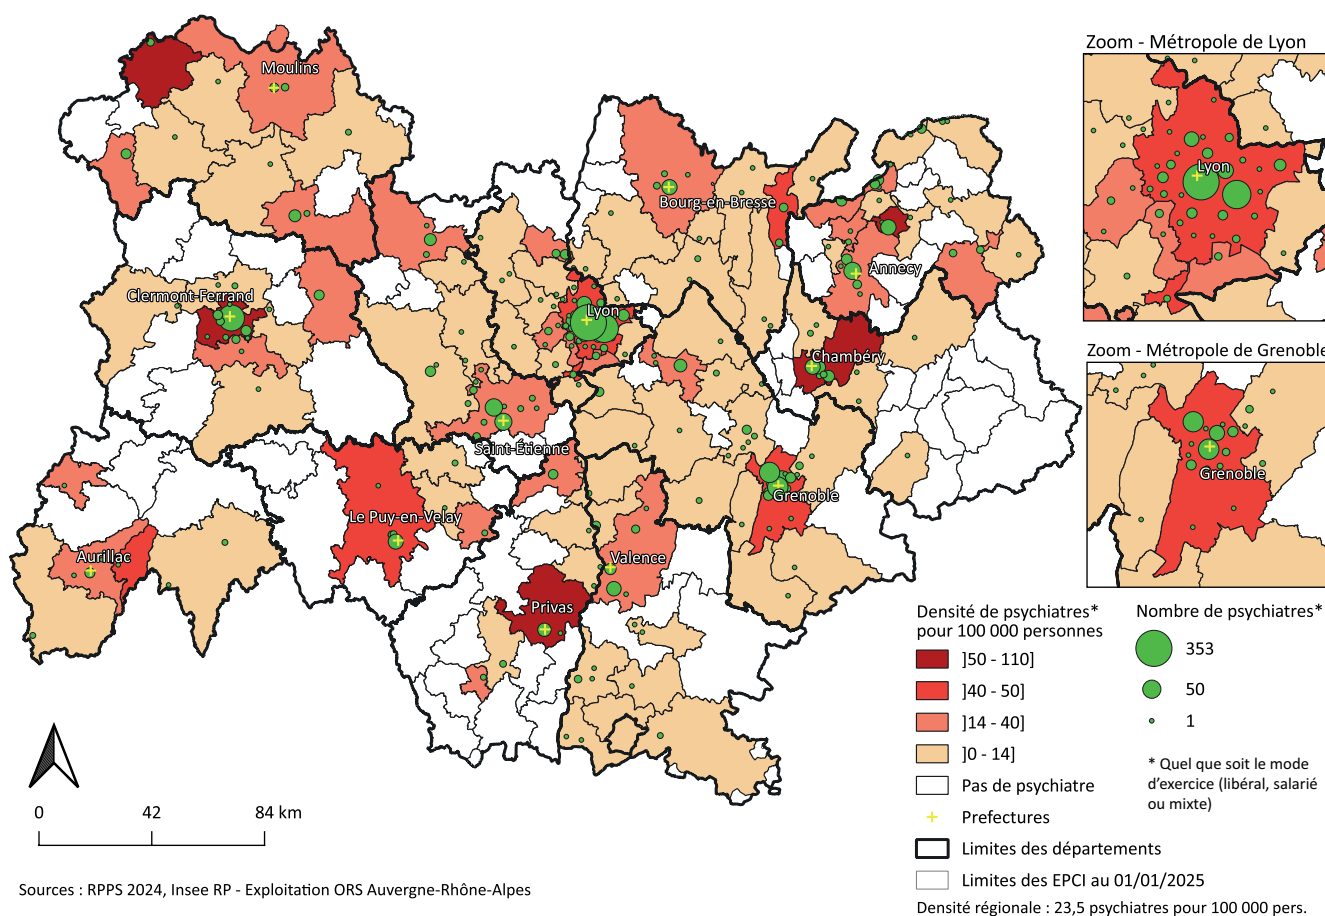 Zoom - Métropole de Lyon
Lyon
Zoom - Métropole de Grenoble
Grenoble
Moulins
Bourg-en-Bresse
Annecy
Clermont-Ferrand
Lyon
Chambéry
Saint-Étienne
Grenoble
Le Puy-en-Velay
Aurillac
Valence
Privas
Densité de psychiatres*
pour 100 000 personnes
]50 - 110]
]40 - 50]
]14 - 40]
]0 - 14]
Pas de psychiatre
Prefectures
Limites des départements
Limites des EPCI au 01/01/2025
Densité régionale : 23,5 psychiatres pour 100 000 pers.
Nombre de psychiatres*
353
50
1
* Quel que soit le mode
d'exercice (libéral, salarié
ou mixte)
0 42 84 km
Sources : RPPS 2024, Insee RP - Exploitation ORS Auvergne-Rhône-Alpes